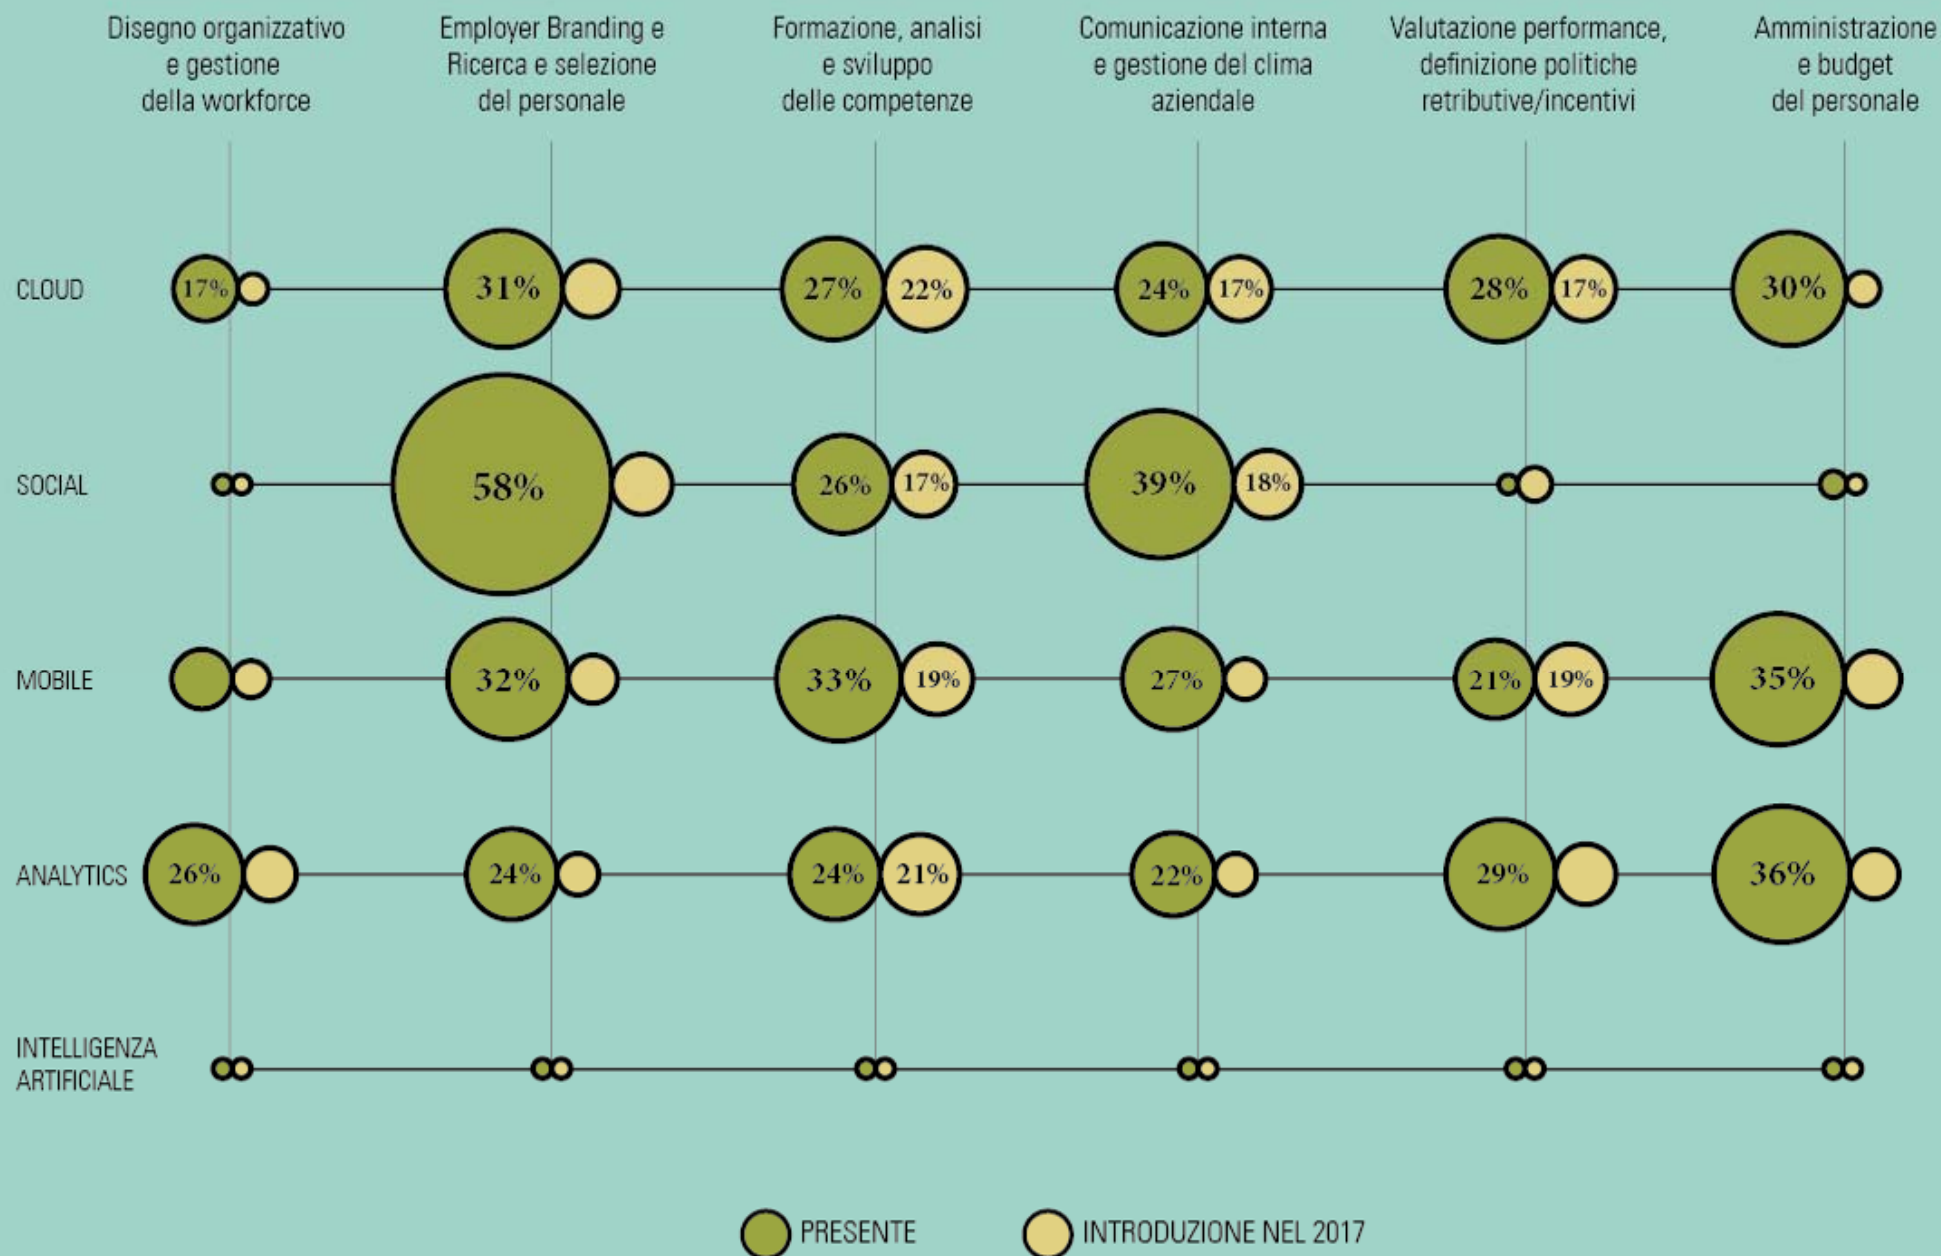 Disegno organizzativo
e gestione
della workforce
Employer Branding e
Ricerca e selezione
del personale
Formazione, analisi
e sviluppo
delle competenze
Comunicazione interna
e gestione del clima
aziendale
Valutazione performance,
definizione politiche
retributive/incentivi
Amministrazione
e budget
del personale
CLOUD
17%
31%
27%
22%
24%
17%
28%
17%
30%
SOCIAL
58%
26%
17%
39%
18%
MOBILE
32%
33%
19%
27%
21%
19%
35%
ANALYTICS
26%
24%
24%
21%
22%
29%
36%
INTELLIGENZA
ARTIFICIALE
PRESENTE
INTRODUZIONE NEL 2017